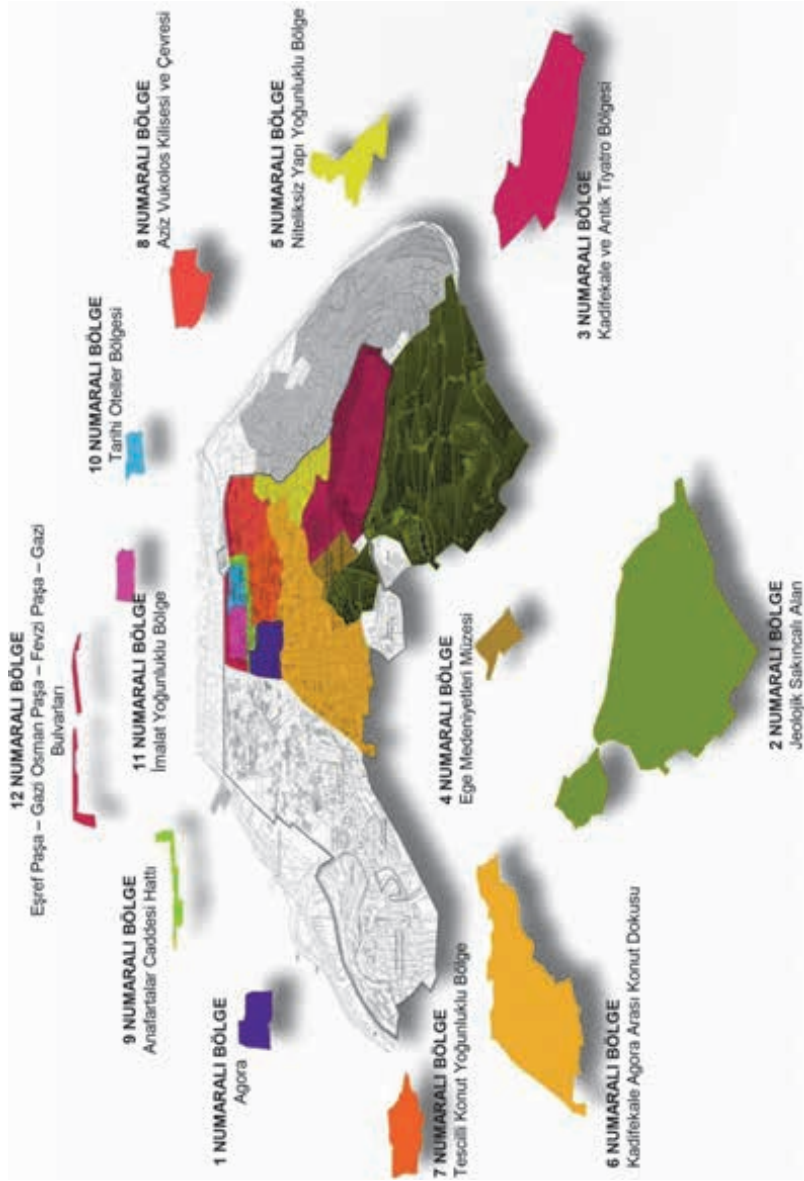 1 NUMARALI BÖLGE
Agora
9 NUMARALI BÖLGE
Anafartalar Caddesi Hattı
12 NUMARALI BÖLGE
Eşref Paşa – Gazi Osman Paşa – Fevzi Paşa – Gazi
Bulvarları
11 NUMARALI BÖLGE
İmalat Yoğunluklu Bölge
10 NUMARALI BÖLGE
Tarihi Oteller Bölgesi
8 NUMARALI BÖLGE
Aziz Vukolos Kilisesi ve Çevresi
5 NUMARALI BÖLGE
Niteliksiz Yapı Yoğunluklu Bölge
7 NUMARALI BÖLGE
Tescilli Konut Yoğunluklu Bölge
4 NUMARALI BÖLGE
Ege Medeniyetleri Müzesi
3 NUMARALI BÖLGE
Kadifekale ve Antik Tiyatro Bölgesi
6 NUMARALI BÖLGE
Kadifekale Agora Arası Konut Dokusu
2 NUMARALI BÖLGE
Jeolojik Sakıncalı Alan